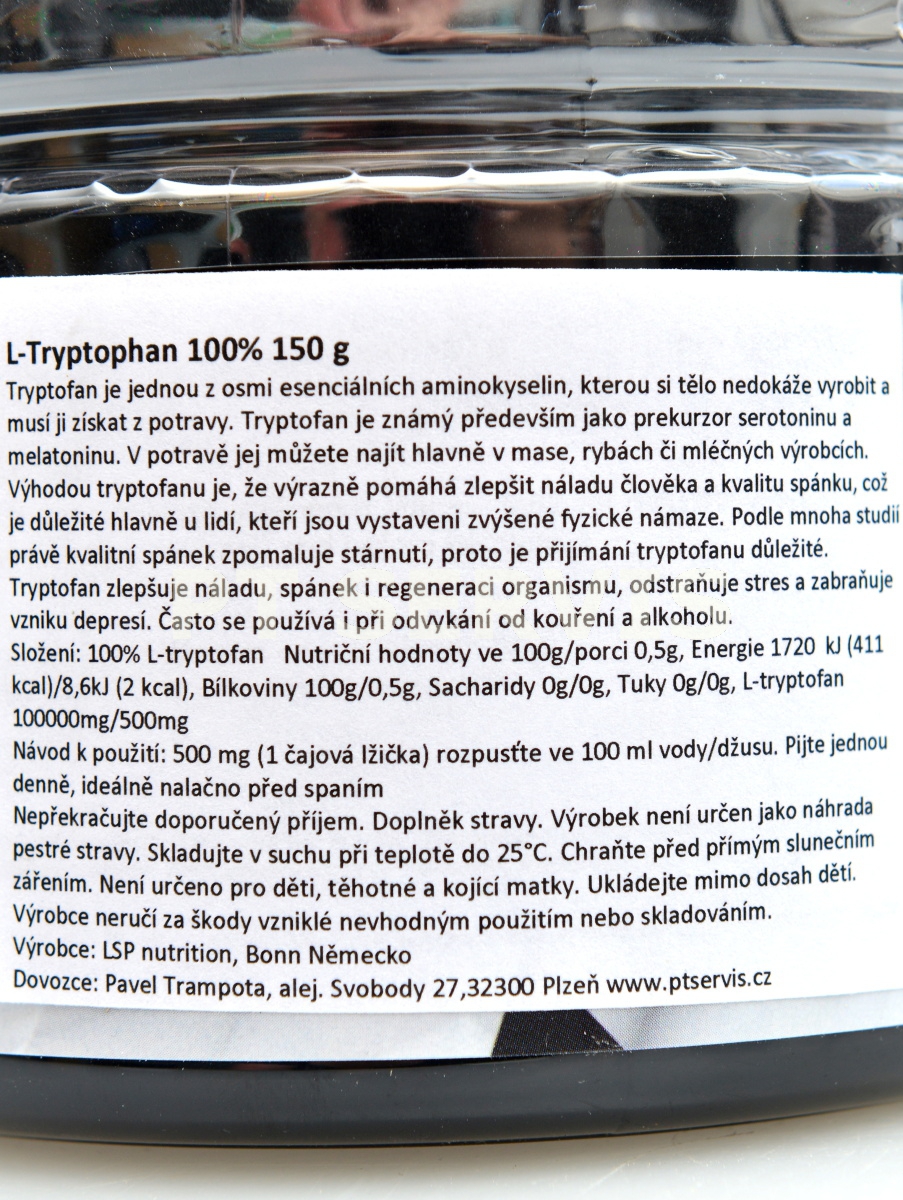 L-Tryptophan 100% 150 g
Tryptofan je jednou z osmi esenciálních aminokyselin, kterou si tělo nedokáže vyrobit a
musí ji získat z potravy. Tryptofan je známý především jako prekurzor serotoninu a
melatoninu. V potravě jej můžete najít hlavně v mase, rybách či mléčných výrobcích.
Výhodou tryptofanu je, že výrazně pomáhá zlepšit náladu člověka a kvalitu spánku, což
je důležité hlavně u lidí, kteří jsou vystaveni zvýšené fyzické námaze. Podle mnoha studií
právě kvalitní spánek zpomaluje stárnutí, proto je přijímání tryptofanu důležité.
Tryptofan zlepšuje náladu, spánek i regeneraci organismu, odstraňuje stres a zabraňuje
vzniku depresí. Často se používá i při odvykání od kouření a alkoholu.
Složení: 100% L-tryptofan Nutriční hodnoty ve 100g/porci 0,5g, Energie 1720 kJ (411
kcal)/8,6kJ (2 kcal), Bílkoviny 100g/0,5g, Sacharidy 0g/0g, Tuky 0g/0g, L-tryptofan
100000mg/500mg
Návod k použití: 500 mg (1 čajová lžička) rozpusťte ve 100 ml vody/džusu. Pijte jednou
denně, ideálně nalačno před spaním
Nepřekračujte doporučený příjem. Doplněk stravy. Výrobek není určen jako náhrada
pestré stravy. Skladujte v suchu při teplotě do 25°C. Chraňte před přímým slunečním
zářením. Není určeno pro děti, těhotné a kojící matky. Ukládejte mimo dosah dětí.
Výrobce neručí za škody vzniklé nevhodným použitím nebo skladováním.
Výrobce: LSP nutrition, Bonn Německo
Dovozce: Pavel Trampota, alej. Svobody 27,32300 Plzeň www.ptservis.cz